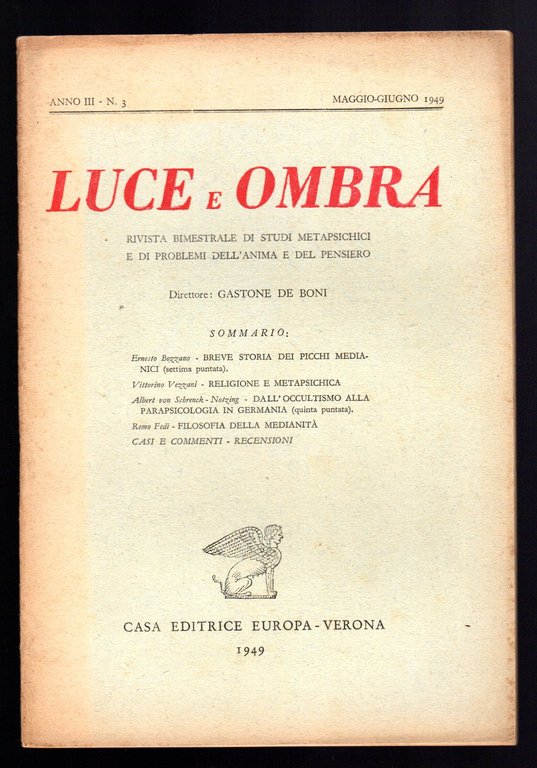 ANNO III - N. 3
MAGGIO-GIUGNO 1949
LUCE E OMBRA
RIVISTA BIMESTRALE DI STUDI METAPSICHICI
E DI PROBLEMI DELL'ANIMA E DEL PENSIERO
Direttore: GASTONE DE BONI
SOMMARIO:
Ernesto Bozzano - BREVE STORIA DEI PICCHI MEDIA-
NICI (settima puntata).
Vittorino Vezzani - RELIGIONE E METAPSICHICA
Albert von Schrenck-Notzing - DALL'OCCULTISMO ALLA
PARAPSICOLOGIA IN GERMANIA (quinta puntata).
Remo Fedi - FILOSOFIA DELLA MEDIANITÀ
CASI E COMMENTI - RECENSIONI
CASA EDITRICE EUROPA - VERONA
1949